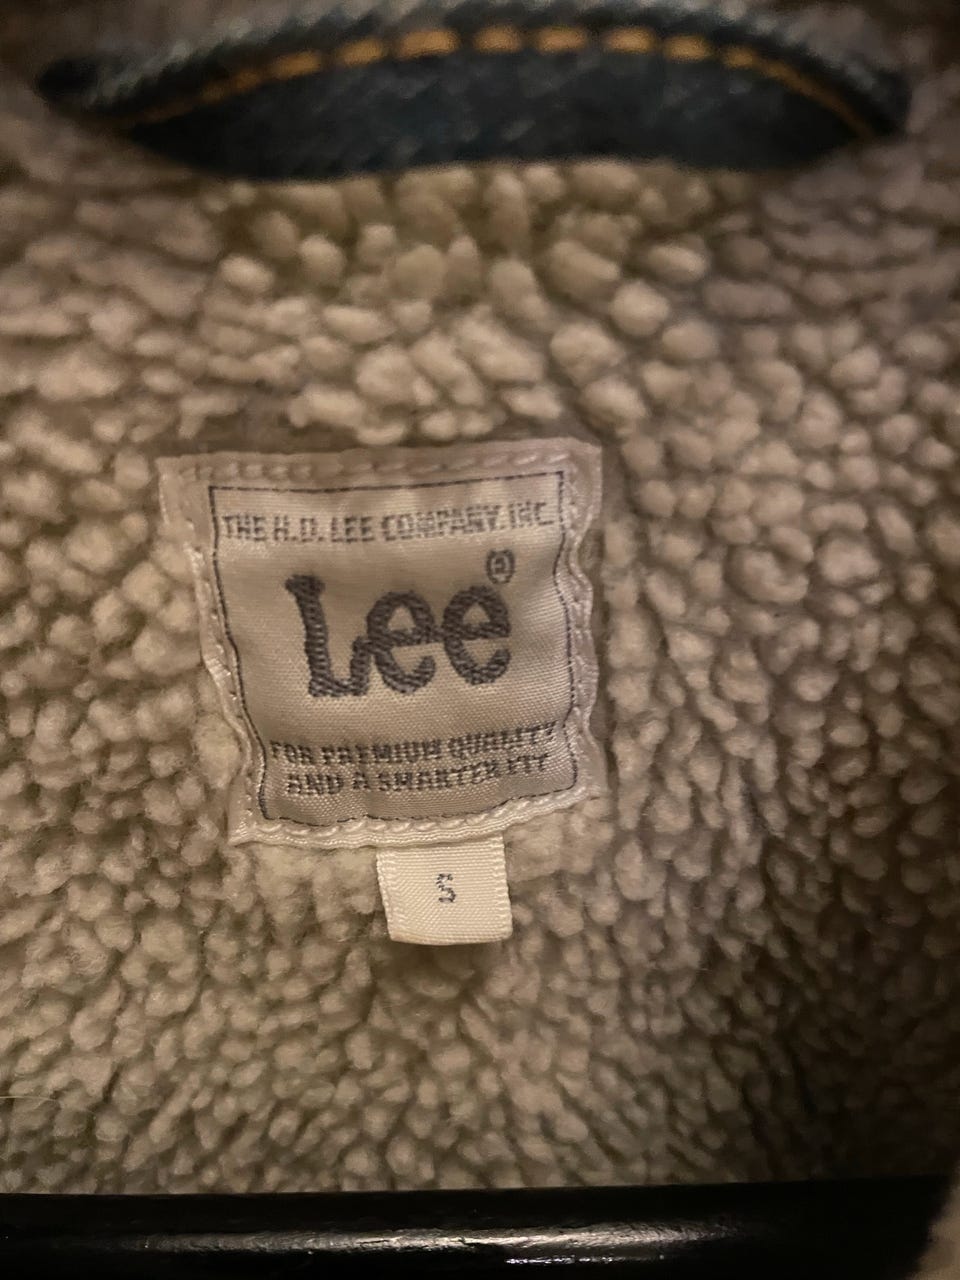 THE H.D. LEE COMPANY, INC.
Lee®
FOR PREMIUM QUALITY
AND A SMARTER FIT
S